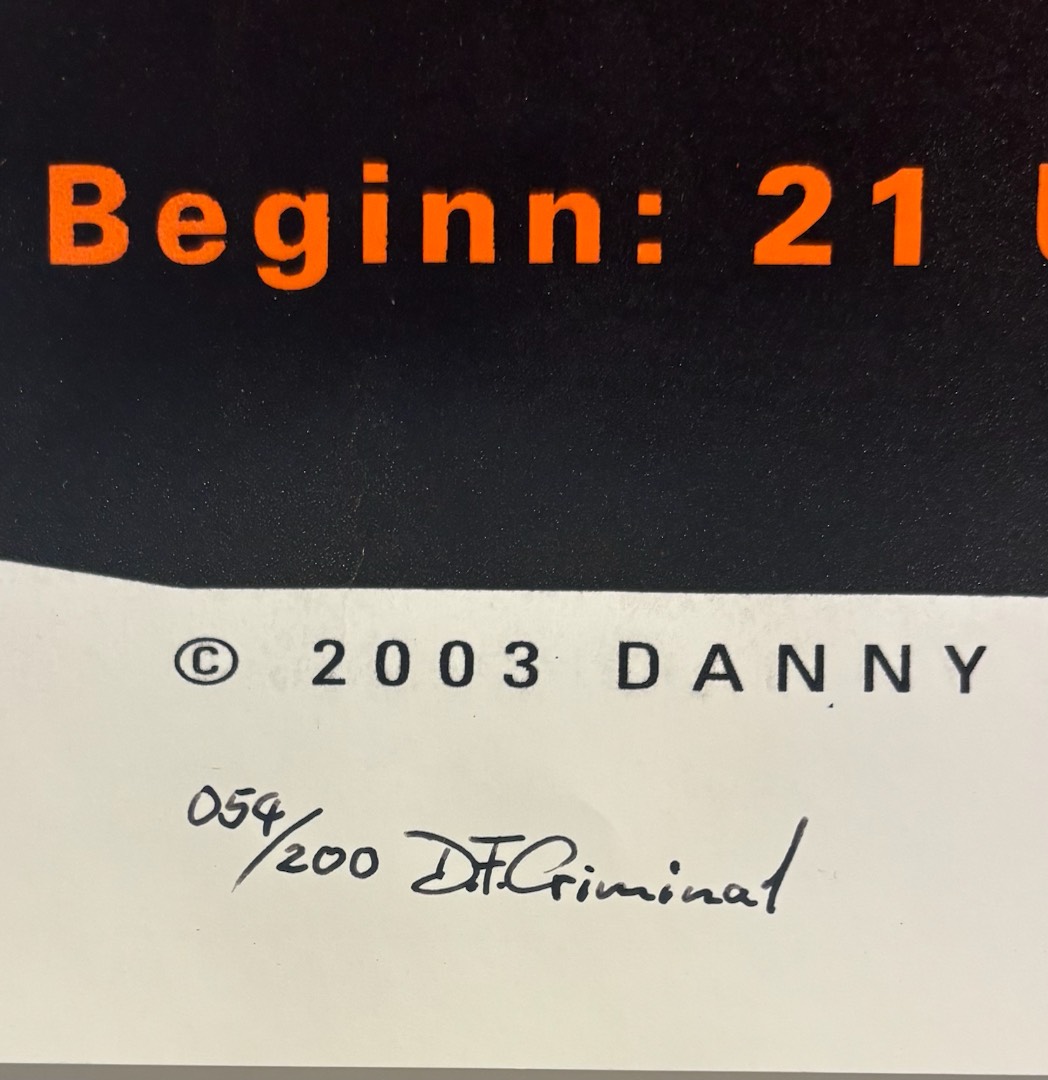 Beginn: 21 U
© 2003 DANNY
054/200 D.F.Criminal